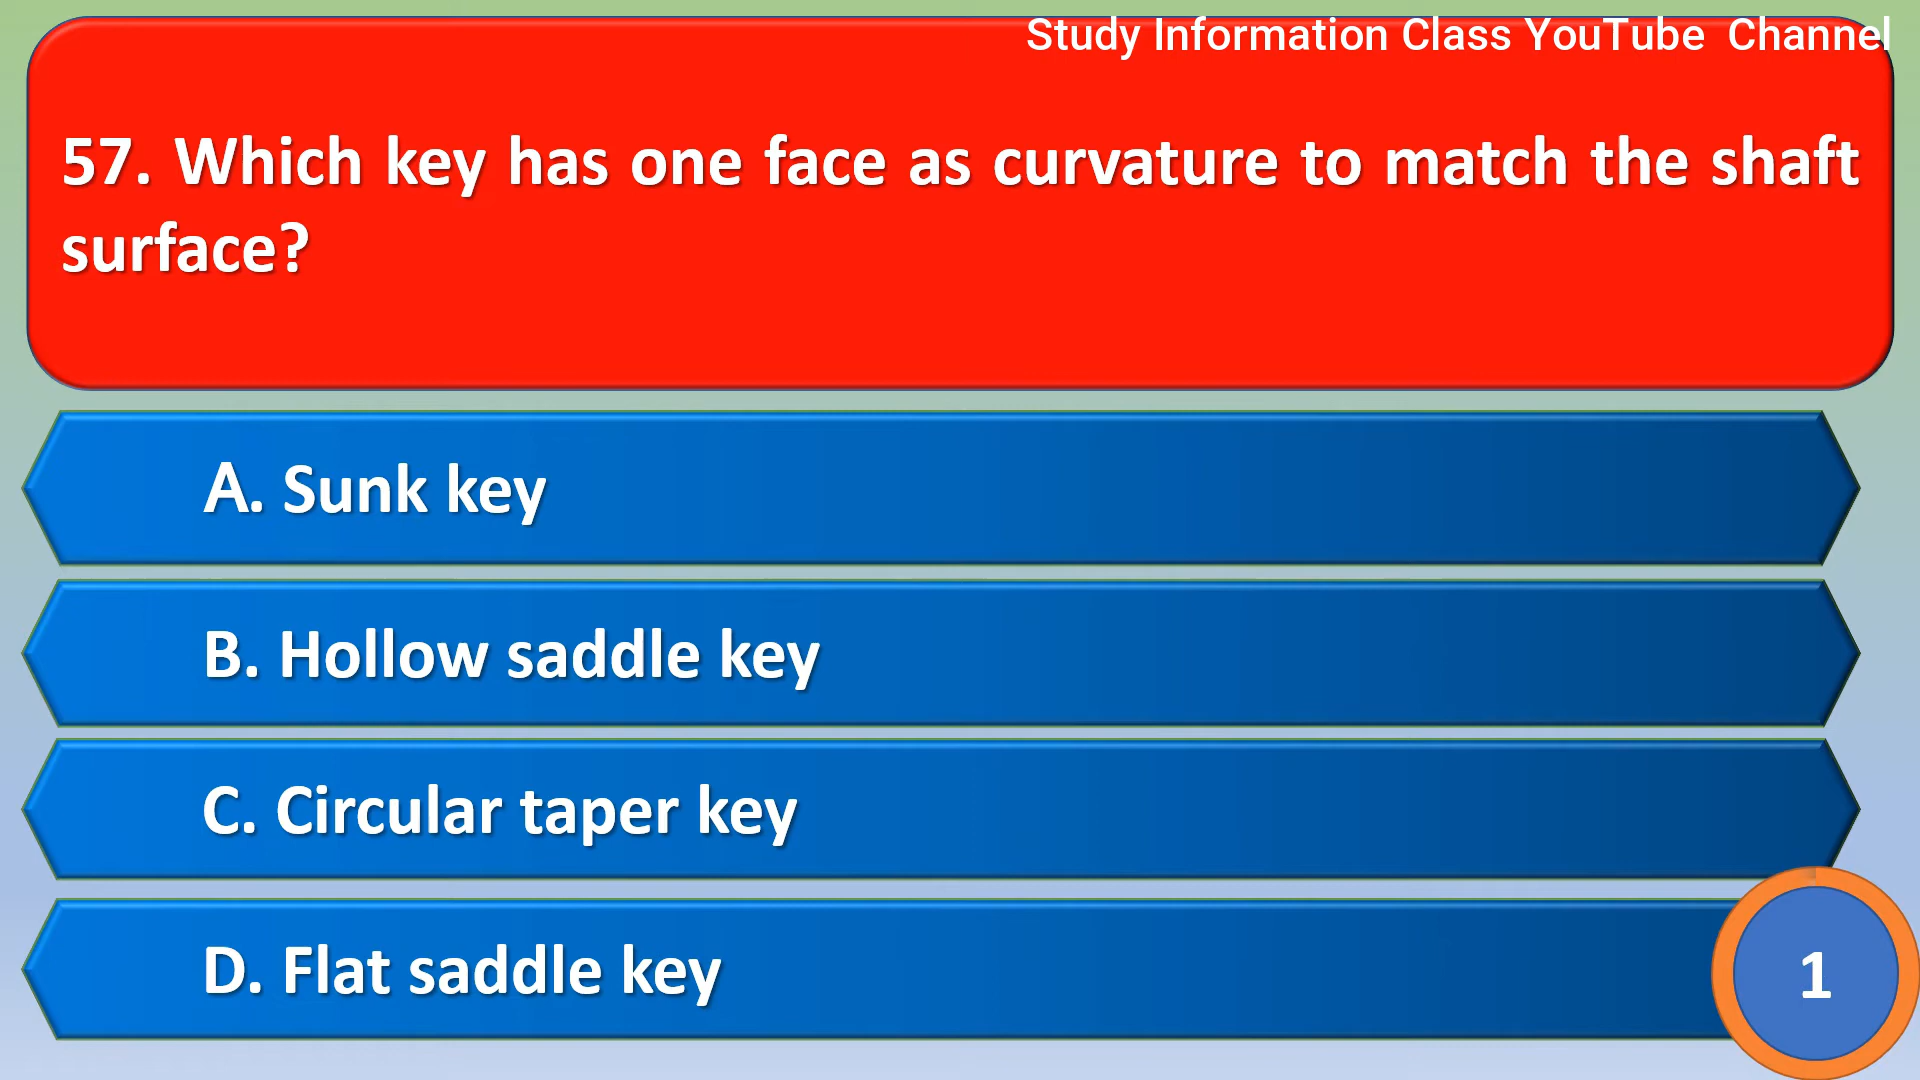 Study Information Class YouTube Channel
57. Which key has one face as curvature to match the shaft
surface?
A. Sunk key
B. Hollow saddle key
C. Circular taper key
D. Flat saddle key
1